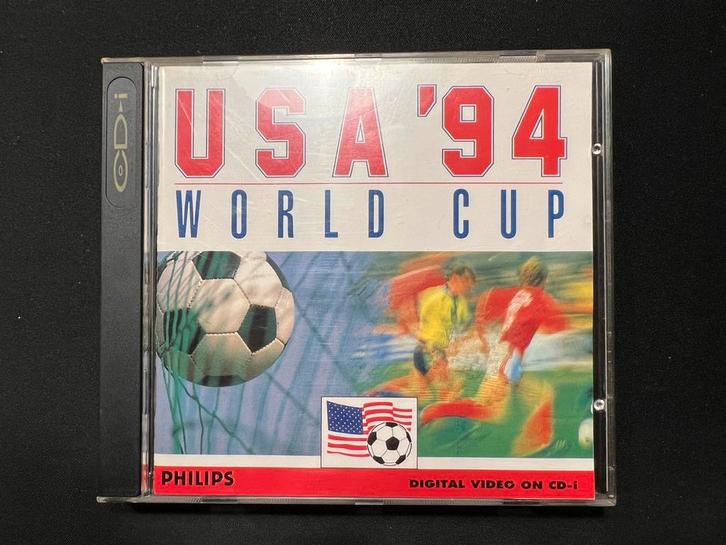 CD-i
USA '94
WORLD CUP
PHILIPS
DIGITAL VIDEO ON CD-i